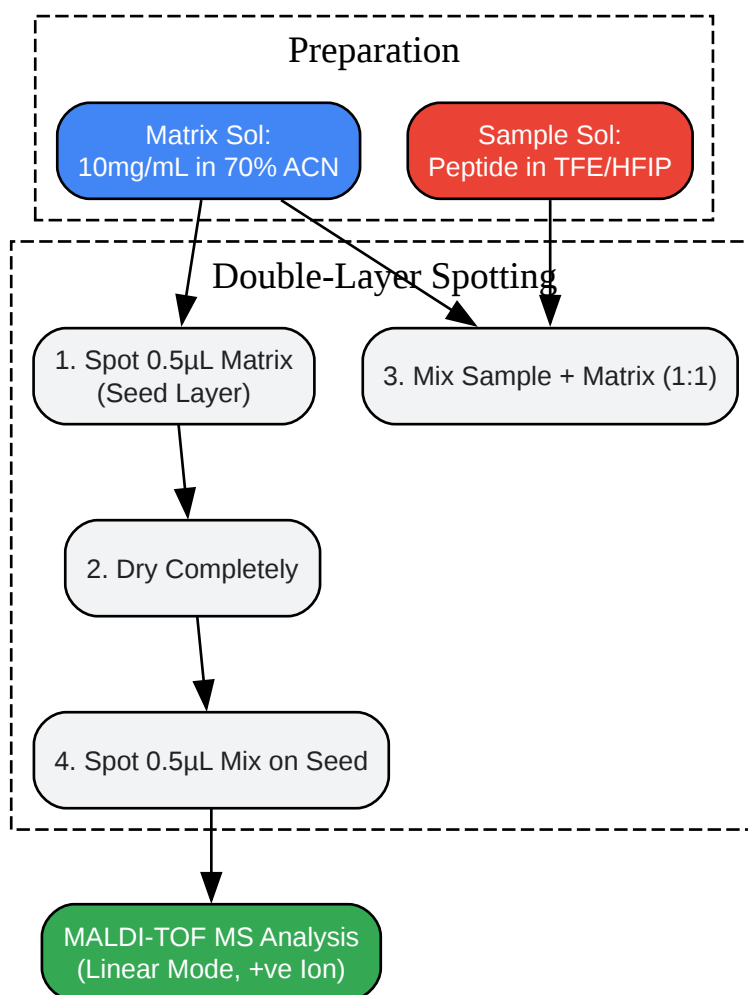 Preparation
Matrix Sol:
10mg/mL in 70% ACN
Sample Sol:
Peptide in TFE/HFIP
Double-Layer Spotting
1. Spot 0.5µL Matrix
(Seed Layer)
3. Mix Sample + Matrix (1:1)
2. Dry Completely
4. Spot 0.5µL Mix on Seed
MALDI-TOF MS Analysis
(Linear Mode, +ve Ion)